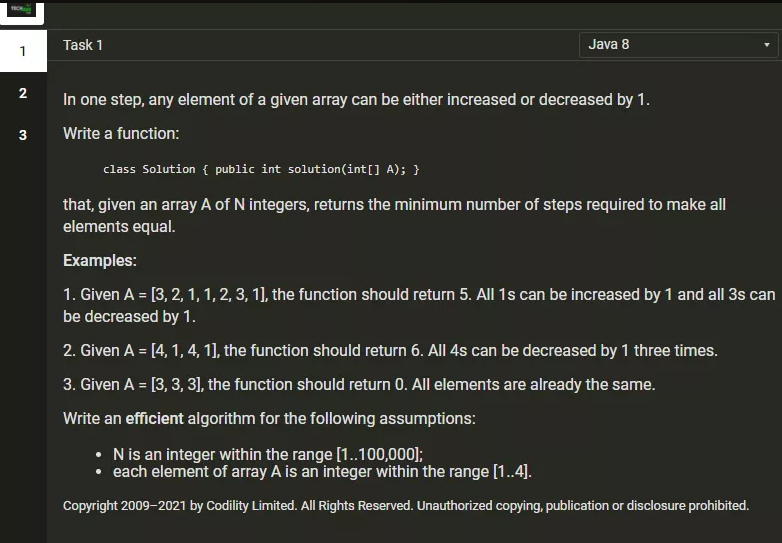 TECH
1
Task 1
Java 8
2
In one step, any element of a given array can be either increased or decreased by 1.
3
Write a function:
class Solution { public int solution(int[] A); }
that, given an array A of N integers, returns the minimum number of steps required to make all
elements equal.
Examples:
1. Given A = [3, 2, 1, 1, 2, 3, 1], the function should return 5. All 1s can be increased by 1 and all 3s can
be decreased by 1.
2. Given A = [4, 1, 4, 1], the function should return 6. All 4s can be decreased by 1 three times.
3. Given A = [3, 3, 3], the function should return 0. All elements are already the same.
Write an efficient algorithm for the following assumptions:
• N is an integer within the range [1..100,000];
• each element of array A is an integer within the range [1..4].
Copyright 2009–2021 by Codility Limited. All Rights Reserved. Unauthorized copying, publication or disclosure prohibited.